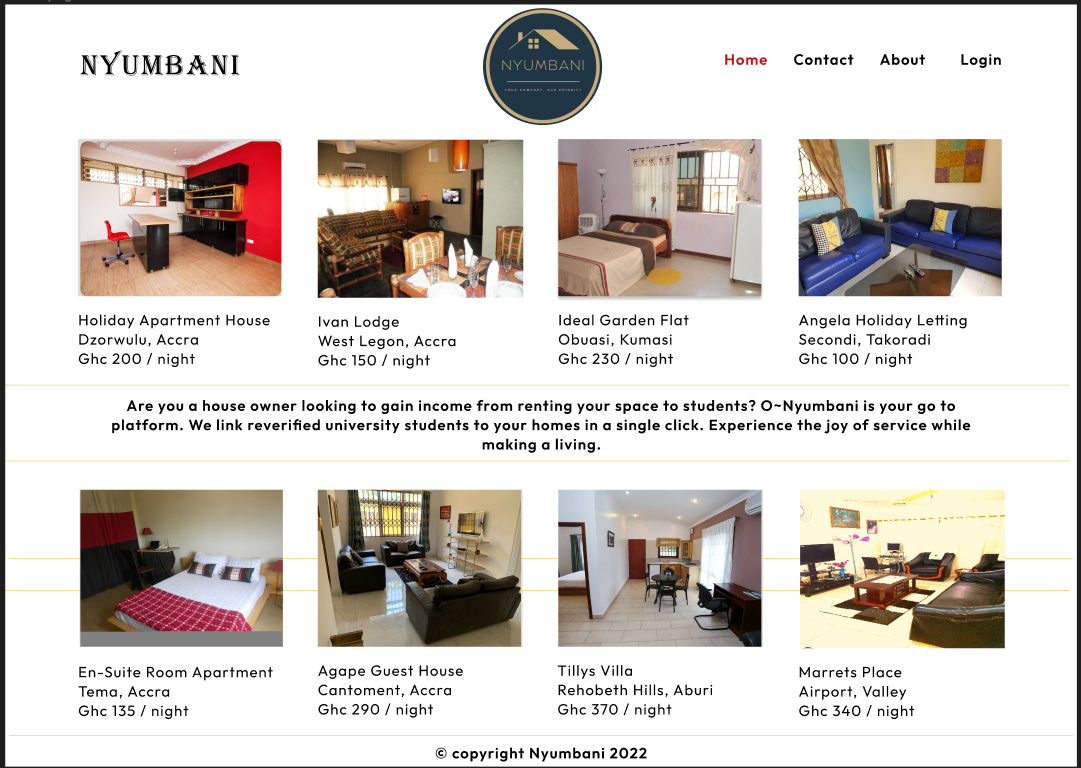 NYUMBANI
NYUMBANI
YOUR COMFORT, OUR PRIORITY
Home Contact About Login
Holiday Apartment House
Dzorwulu, Accra
Ghc 200 / night
Ivan Lodge
West Legon, Accra
Ghc 150 / night
Ideal Garden Flat
Obuasi, Kumasi
Ghc 230 / night
Angela Holiday Letting
Secondi, Takoradi
Ghc 100 / night
Are you a house owner looking to gain income from renting your space to students? O~Nyumbani is your go to
platform. We link reverified university students to your homes in a single click. Experience the joy of service while
making a living.
En-Suite Room Apartment
Tema, Accra
Ghc 135 / night
Agape Guest House
Cantoment, Accra
Ghc 290 / night
Tillys Villa
Rehobeth Hills, Aburi
Ghc 370 / night
Marrets Place
Airport, Valley
Ghc 340 / night
© copyright Nyumbani 2022